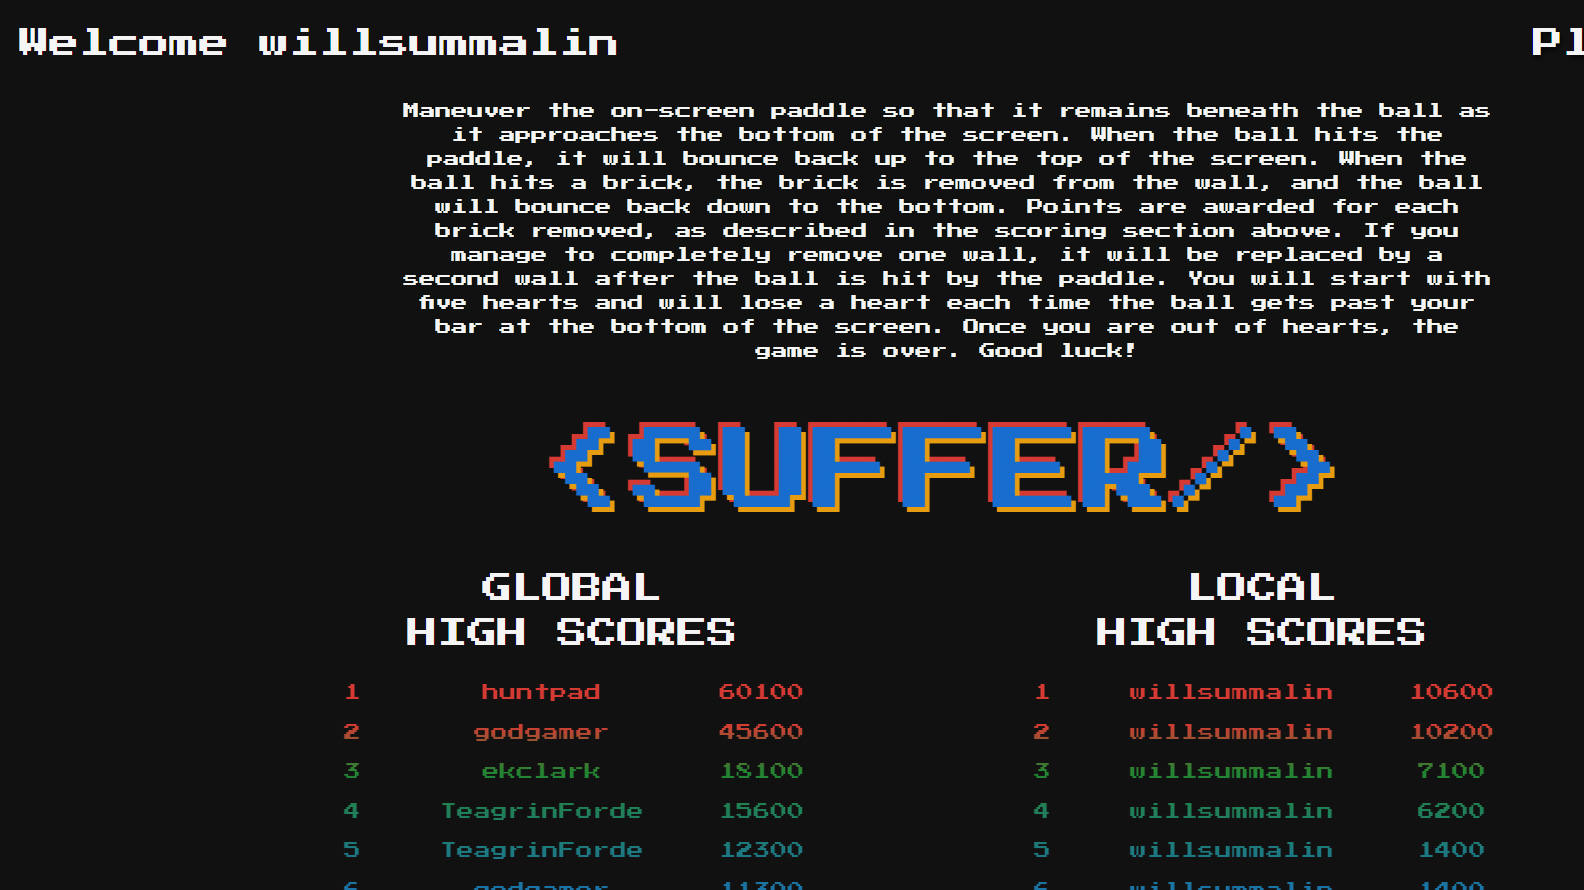 Welcome willsummalin
Pl
Maneuver the on-screen paddle so that it remains beneath the ball as
it approaches the bottom of the screen. When the ball hits the
paddle, it will bounce back up to the top of the screen. When the
ball hits a brick, the brick is removed from the wall, and the ball
will bounce back down to the bottom. Points are awarded for each
brick removed, as described in the scoring section above. If you
manage to completely remove one wall, it will be replaced by a
second wall after the ball is hit by the paddle. You will start with
five hearts and will lose a heart each time the ball gets past your
bar at the bottom of the screen. Once you are out of hearts, the
game is over. Good luck!
<SUFFER/>
GLOBAL
HIGH SCORES
1 huntpad 60100
2 godgamer 45600
3 ekclark 18100
4 TeagrinForde 15600
5 TeagrinForde 12300
6 godgamer 11300
LOCAL
HIGH SCORES
1 willsummalin 10600
2 willsummalin 10200
3 willsummalin 7100
4 willsummalin 6200
5 willsummalin 1400
6 willsummalin 1400